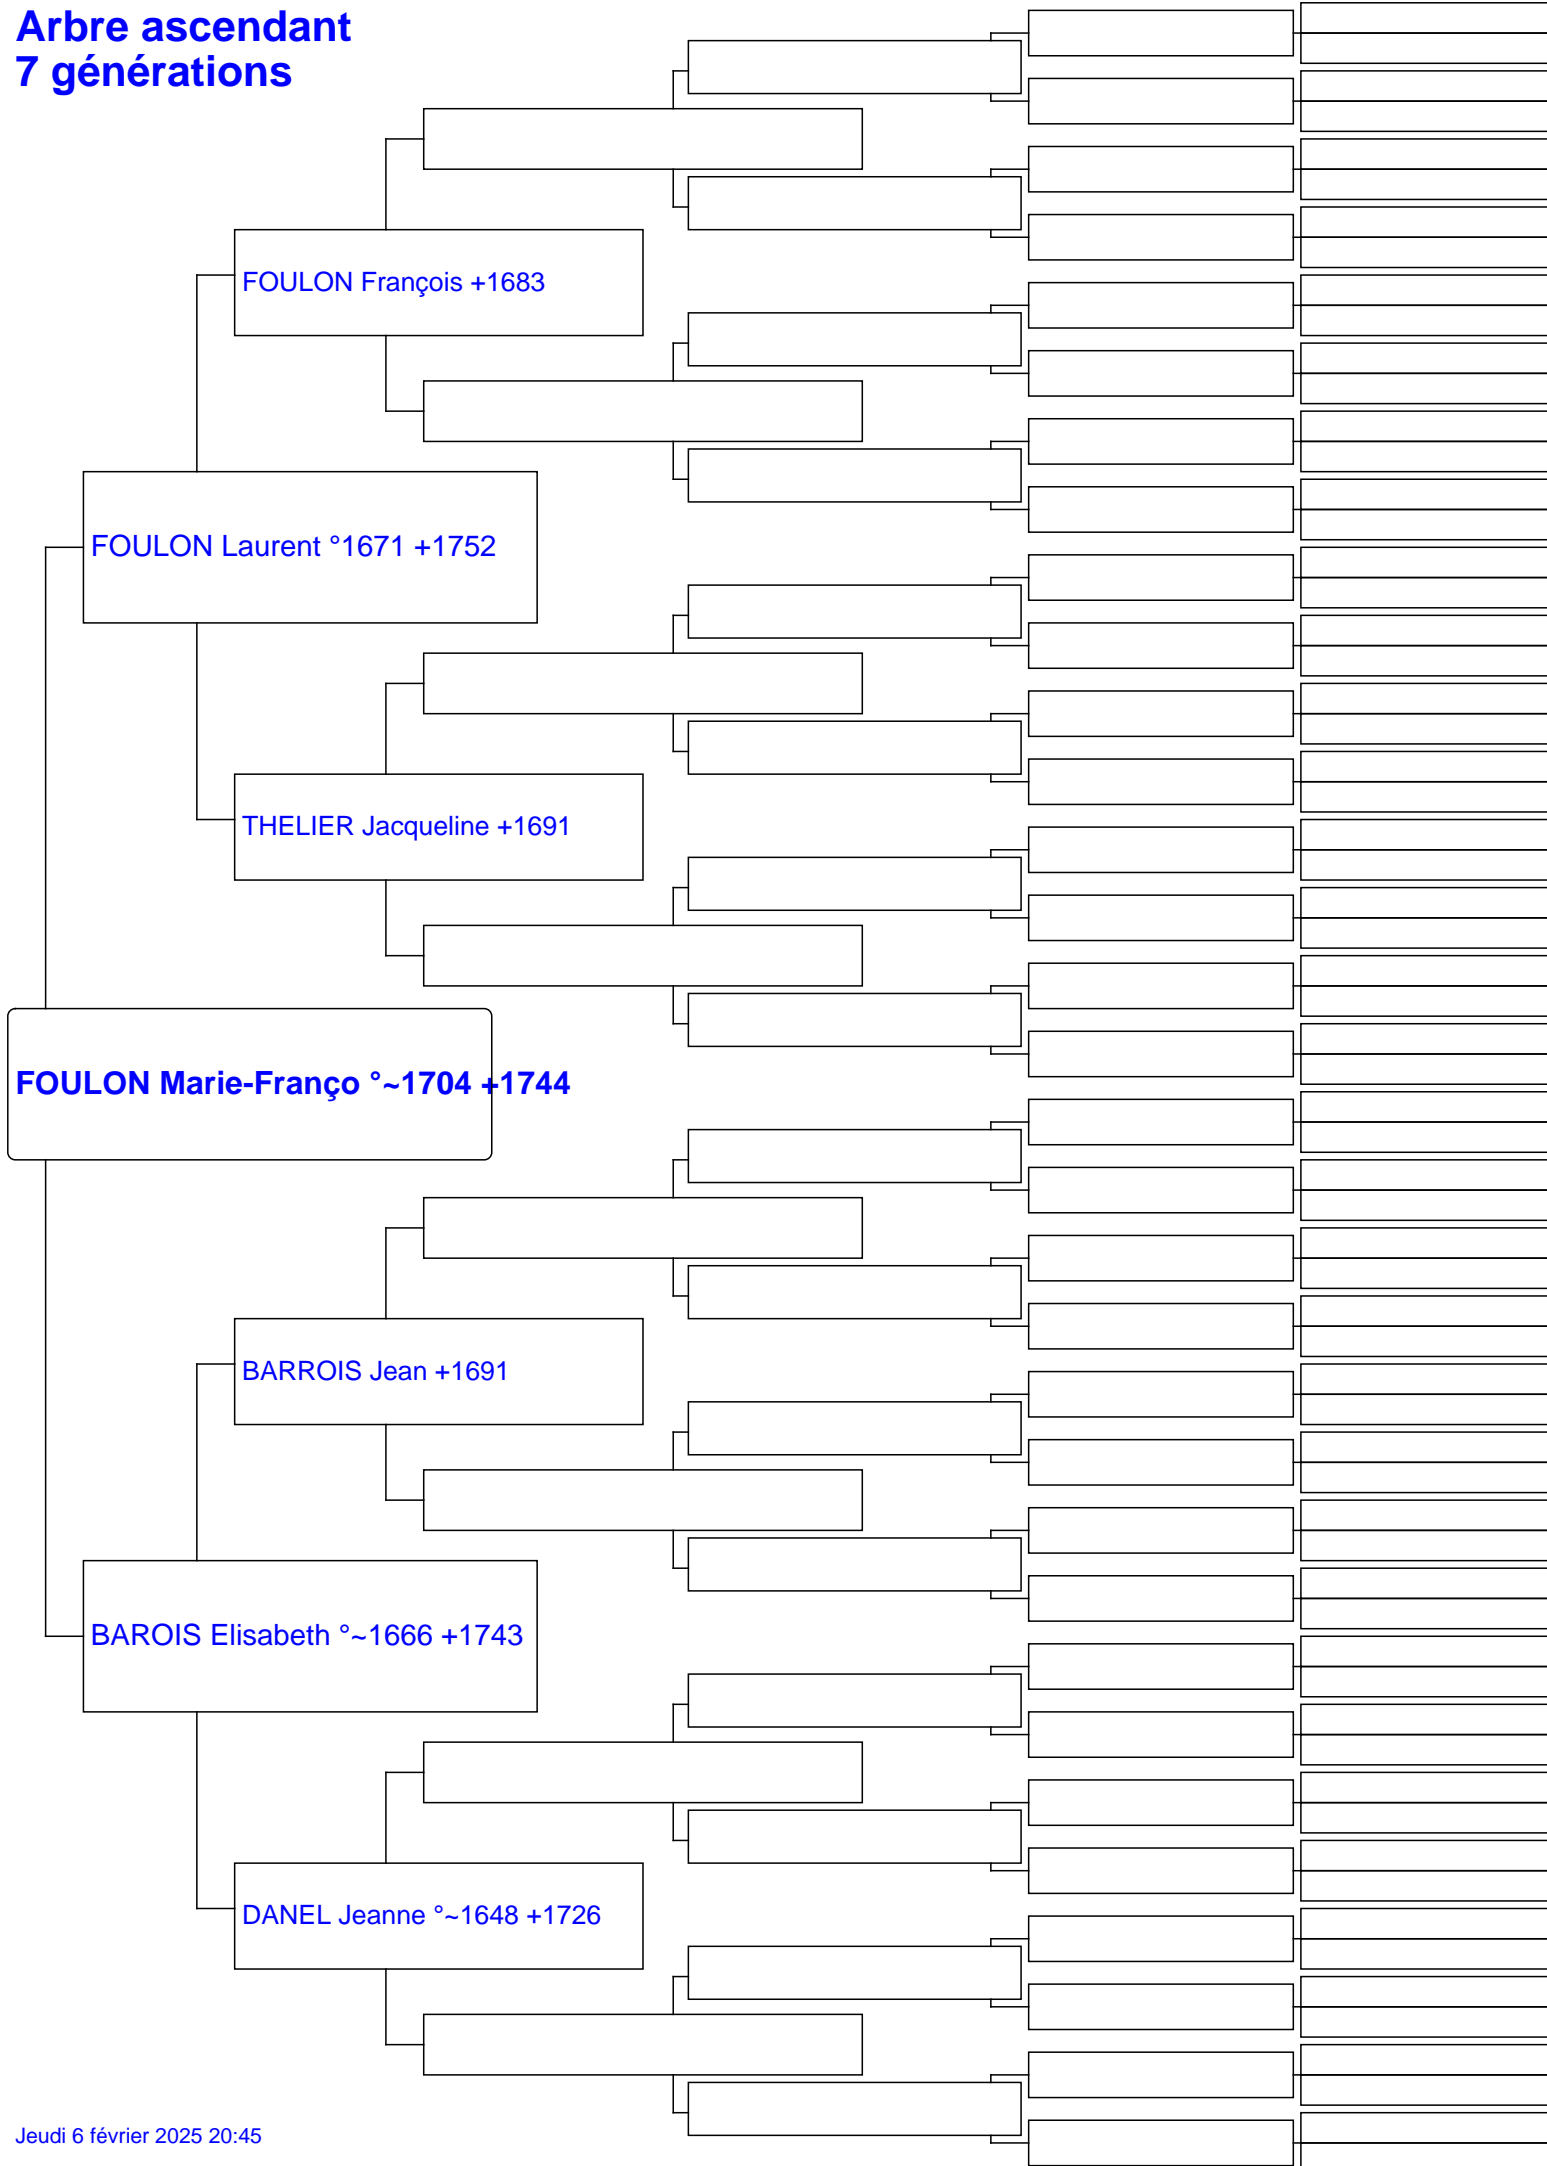 Arbre ascendant
7 générations
FOULON François +1683
FOULON Laurent °1671 +1752
THELIER Jacqueline +1691
FOULON Marie-Franço °~1704 +1744
BARROIS Jean +1691
BAROIS Elisabeth °~1666 +1743
DANEL Jeanne °~1648 +1726
Jeudi 6 février 2025 20:45